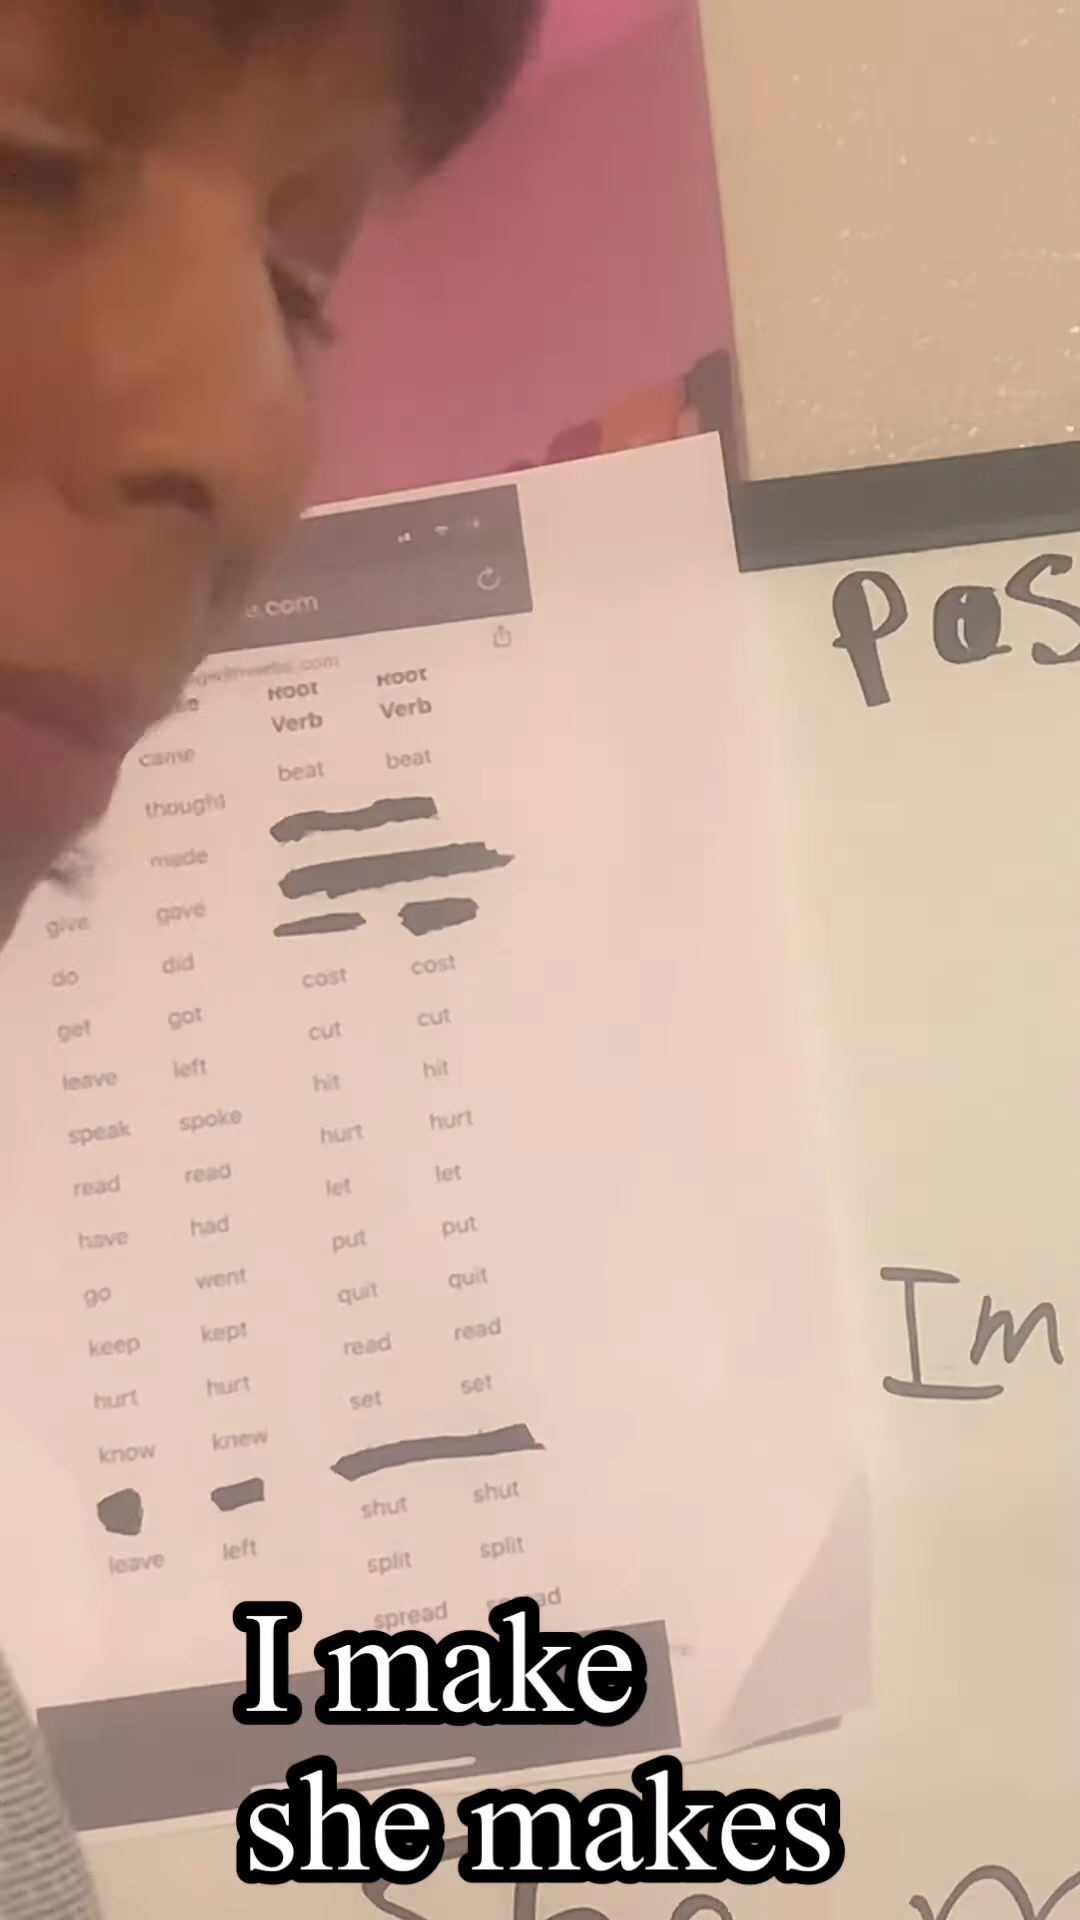 .com
Root Root
Verb Verb
came beat beat
thought
made
give gave
do did cost cost
get got cut cut
leave left hit hit
speak spoke hurt hurt
read read let let
have had put put
go went quit quit
keep kept read read
hurt hurt set set
know knew
shut shut
leave left split split
spread
Pas
Im
I make
she makes
She m